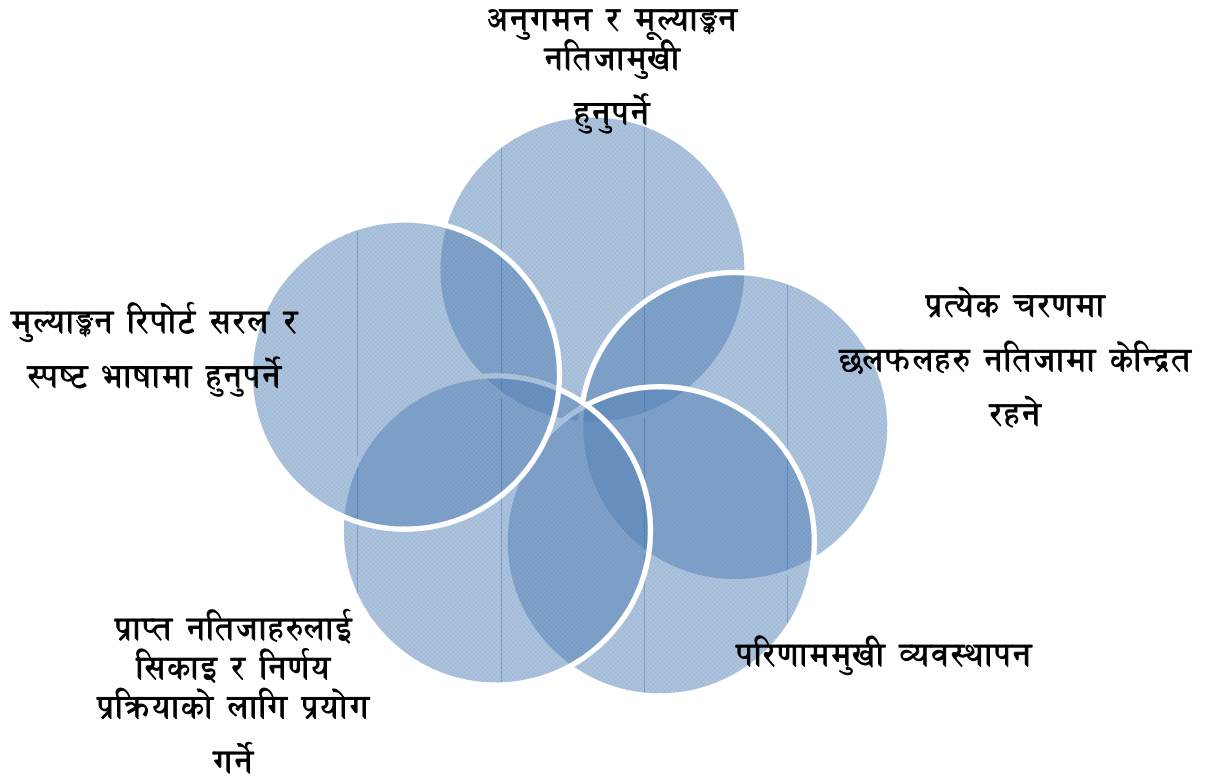 अनुगमन र मूल्याङ्कन
नतिजामुखी
हुनुपर्ने
प्रत्येक चरणमा
छलफलहरु नतिजामा केन्द्रित
रहने
परिणाममुखी व्यवस्थापन
प्राप्त नतिजाहरुलाई
सिकाइ र निर्णय
प्रक्रियाको लागि प्रयोग
गर्ने
मुल्याङ्कन रिपोर्ट सरल र
स्पष्ट भाषामा हुनुपर्ने